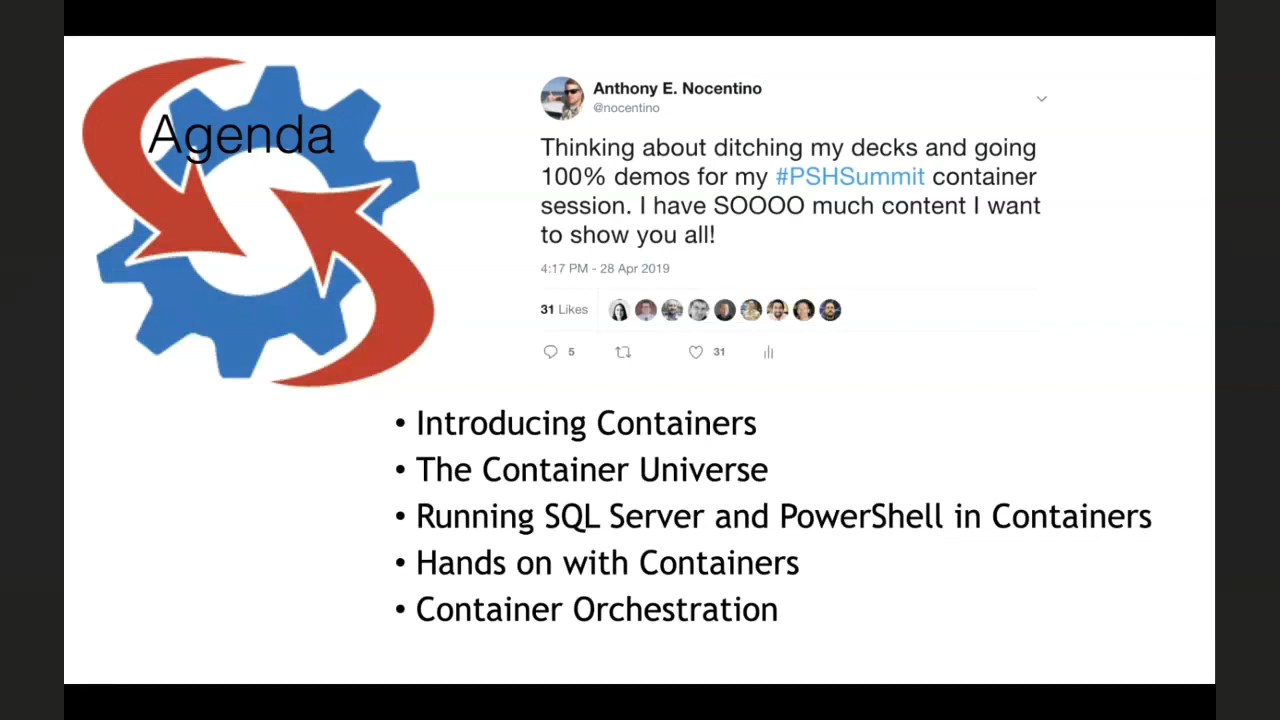 Agenda
Anthony E. Nocentino
@nocentino
Thinking about ditching my decks and going
100% demos for my #PSHSummit container
session. I have SOOOO much content I want
to show you all!
4:17 PM - 28 Apr 2019
31 Likes
5 31
• Introducing Containers
• The Container Universe
• Running SQL Server and PowerShell in Containers
• Hands on with Containers
• Container Orchestration